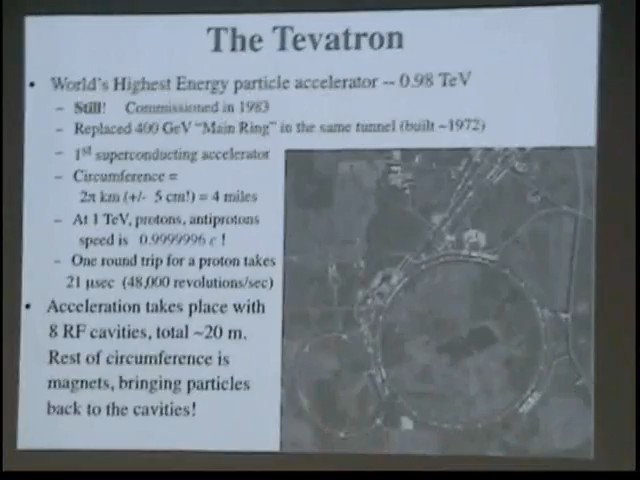 The Tevatron
• World's Highest Energy particle accelerator -- 0.98 TeV
– Still! Commissioned in 1983
– Replaced 400 GeV "Main Ring" in the same tunnel (built ~1972)
– 1st superconducting accelerator
– Circumference =
2π km (+/- 5 cm!) = 4 miles
– At 1 TeV, protons, antiprotons
speed is 0.9999996 c !
– One round trip for a proton takes
21 μsec (48,000 revolutions/sec)
• Acceleration takes place with
8 RF cavities, total ~20 m.
Rest of circumference is
magnets, bringing particles
back to the cavities!